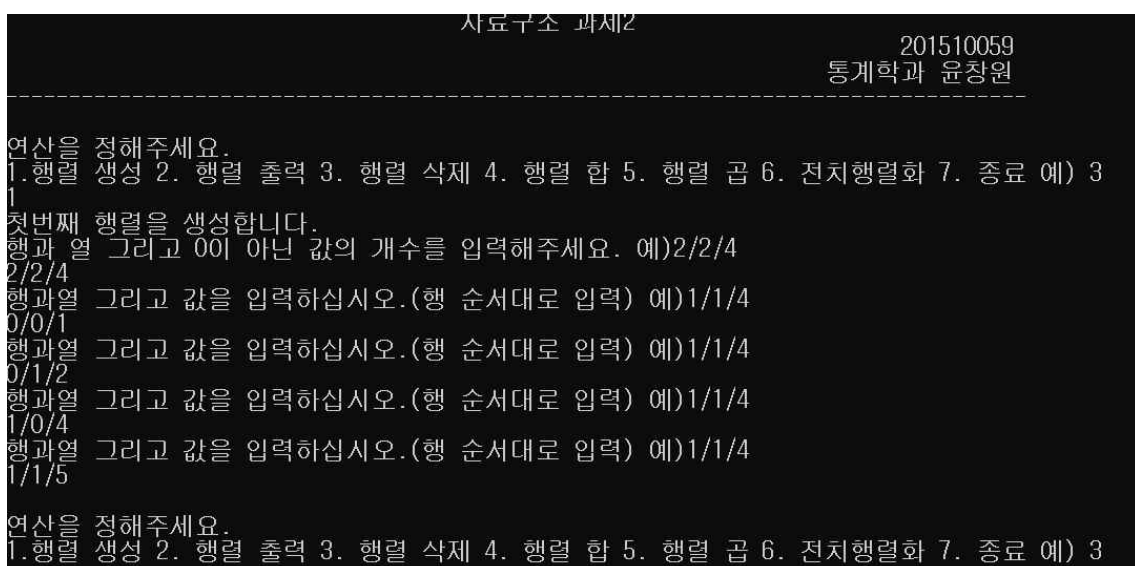 자료구조 과제2
201510059
통계학과 윤창원
--------------------------------------------------------------------------------
연산을 정해주세요.
1.행렬 생성 2. 행렬 출력 3. 행렬 삭제 4. 행렬 합 5. 행렬 곱 6. 전치행렬화 7. 종료 예) 3
1
첫번째 행렬을 생성합니다.
행과 열 그리고 0이 아닌 값의 개수를 입력해주세요. 예)2/2/4
2/2/4
행과열 그리고 값을 입력하십시오.(행 순서대로 입력) 예)1/1/4
0/0/1
행과열 그리고 값을 입력하십시오.(행 순서대로 입력) 예)1/1/4
0/1/2
행과열 그리고 값을 입력하십시오.(행 순서대로 입력) 예)1/1/4
1/0/4
행과열 그리고 값을 입력하십시오.(행 순서대로 입력) 예)1/1/4
1/1/5
연산을 정해주세요.
1.행렬 생성 2. 행렬 출력 3. 행렬 삭제 4. 행렬 합 5. 행렬 곱 6. 전치행렬화 7. 종료 예) 3